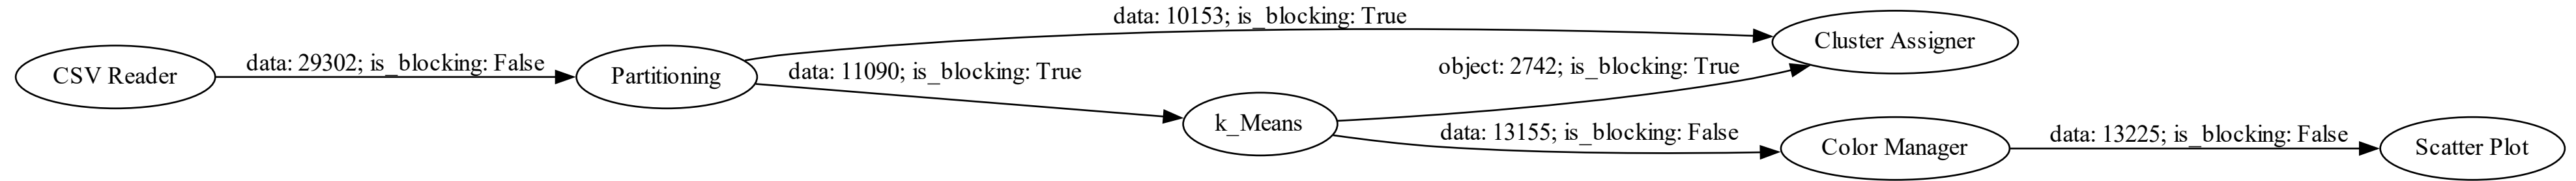 CSV Reader
data: 29302; is_blocking: False
Partitioning
data: 10153; is_blocking: True
data: 11090; is_blocking: True
k_Means
object: 2742; is_blocking: True
data: 13155; is_blocking: False
Cluster Assigner
Color Manager
data: 13225; is_blocking: False
Scatter Plot